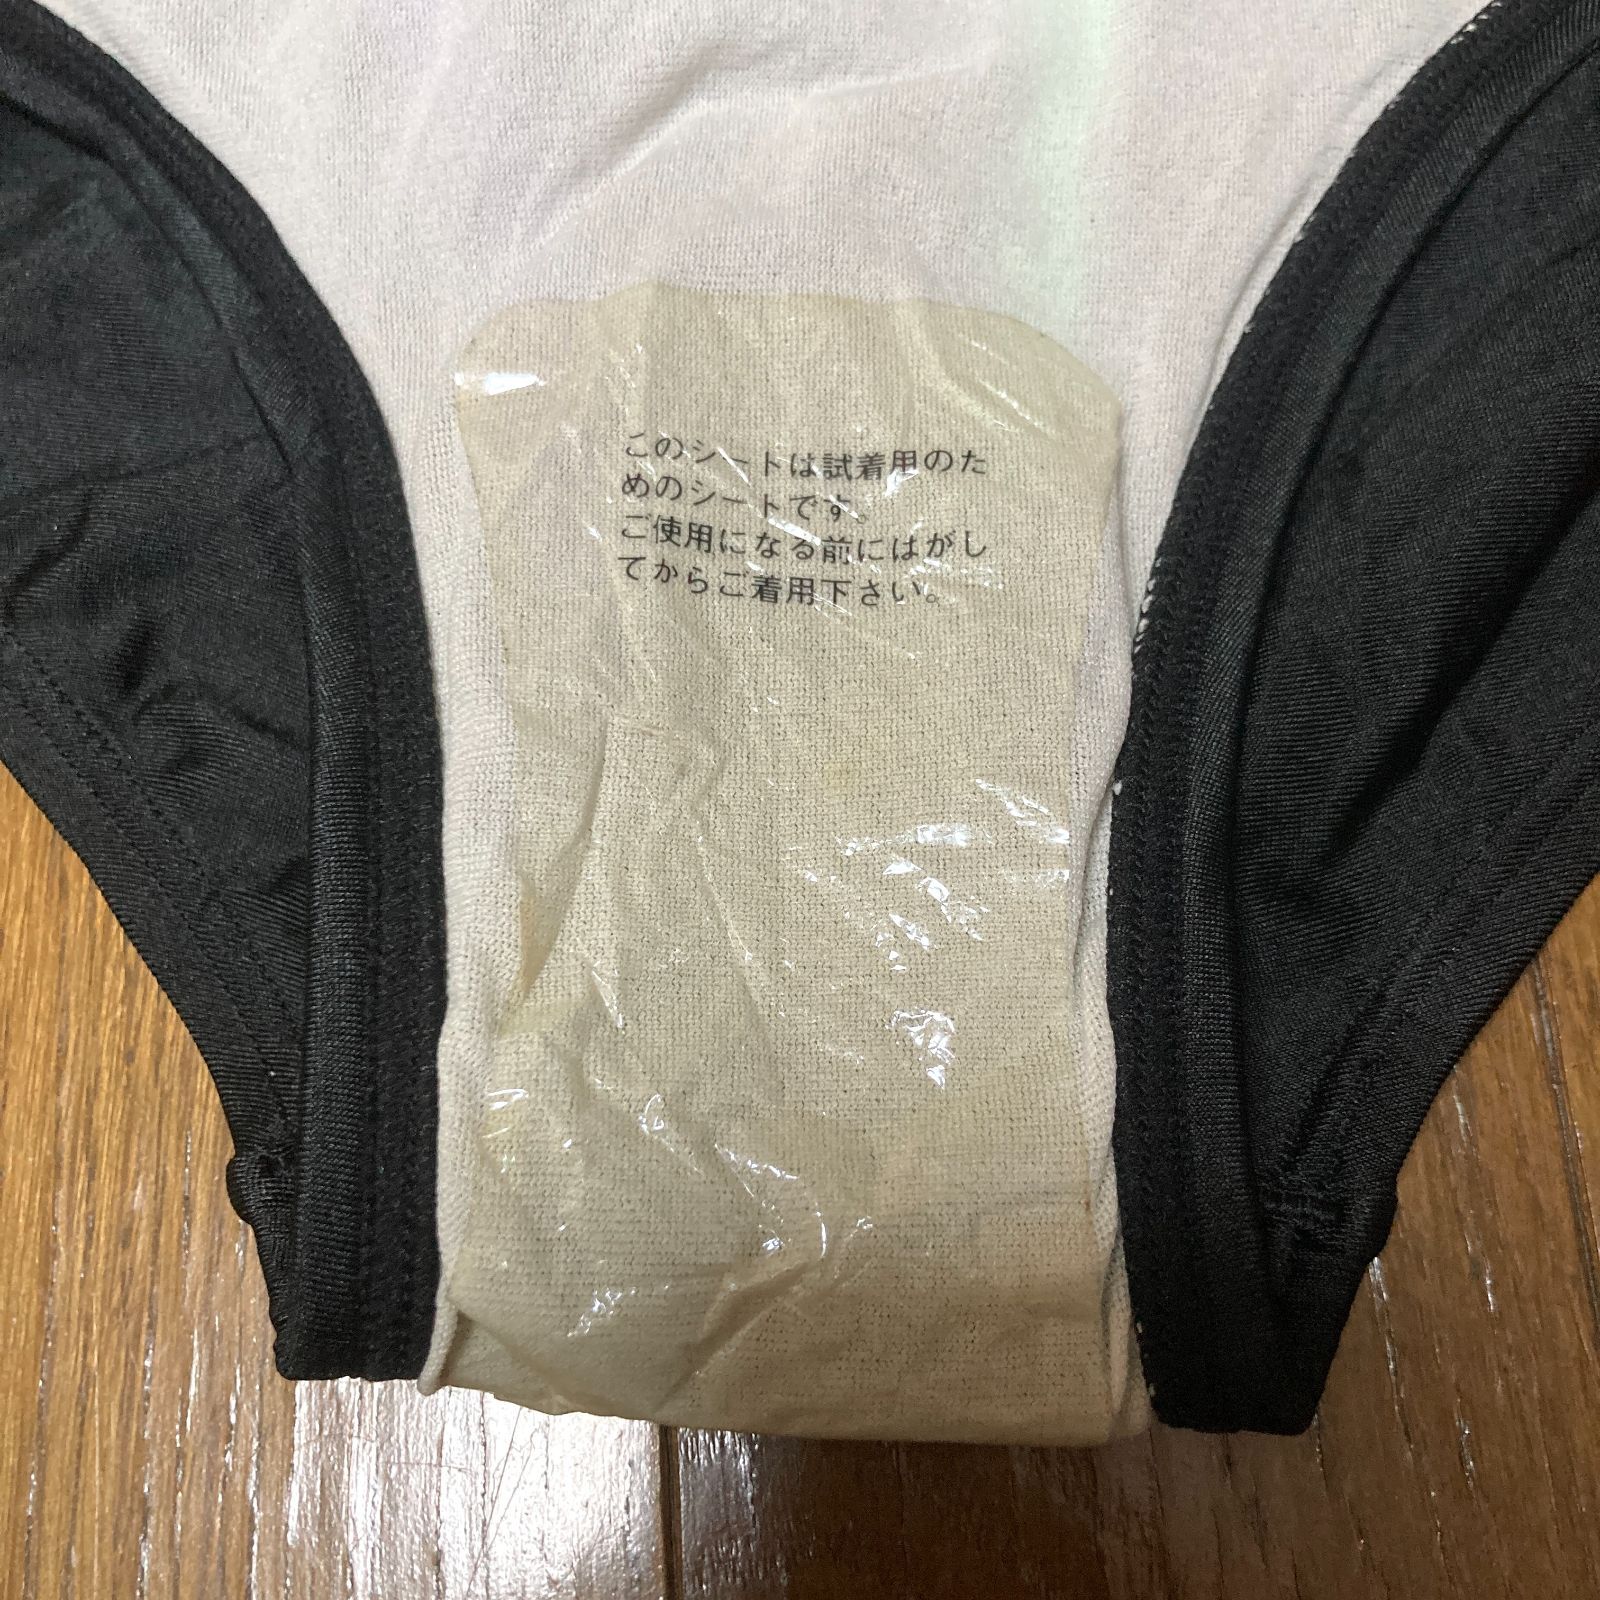 このシートは試着用のた
めのシートです。
ご使用になる前にはがし
てからご着用下さい。